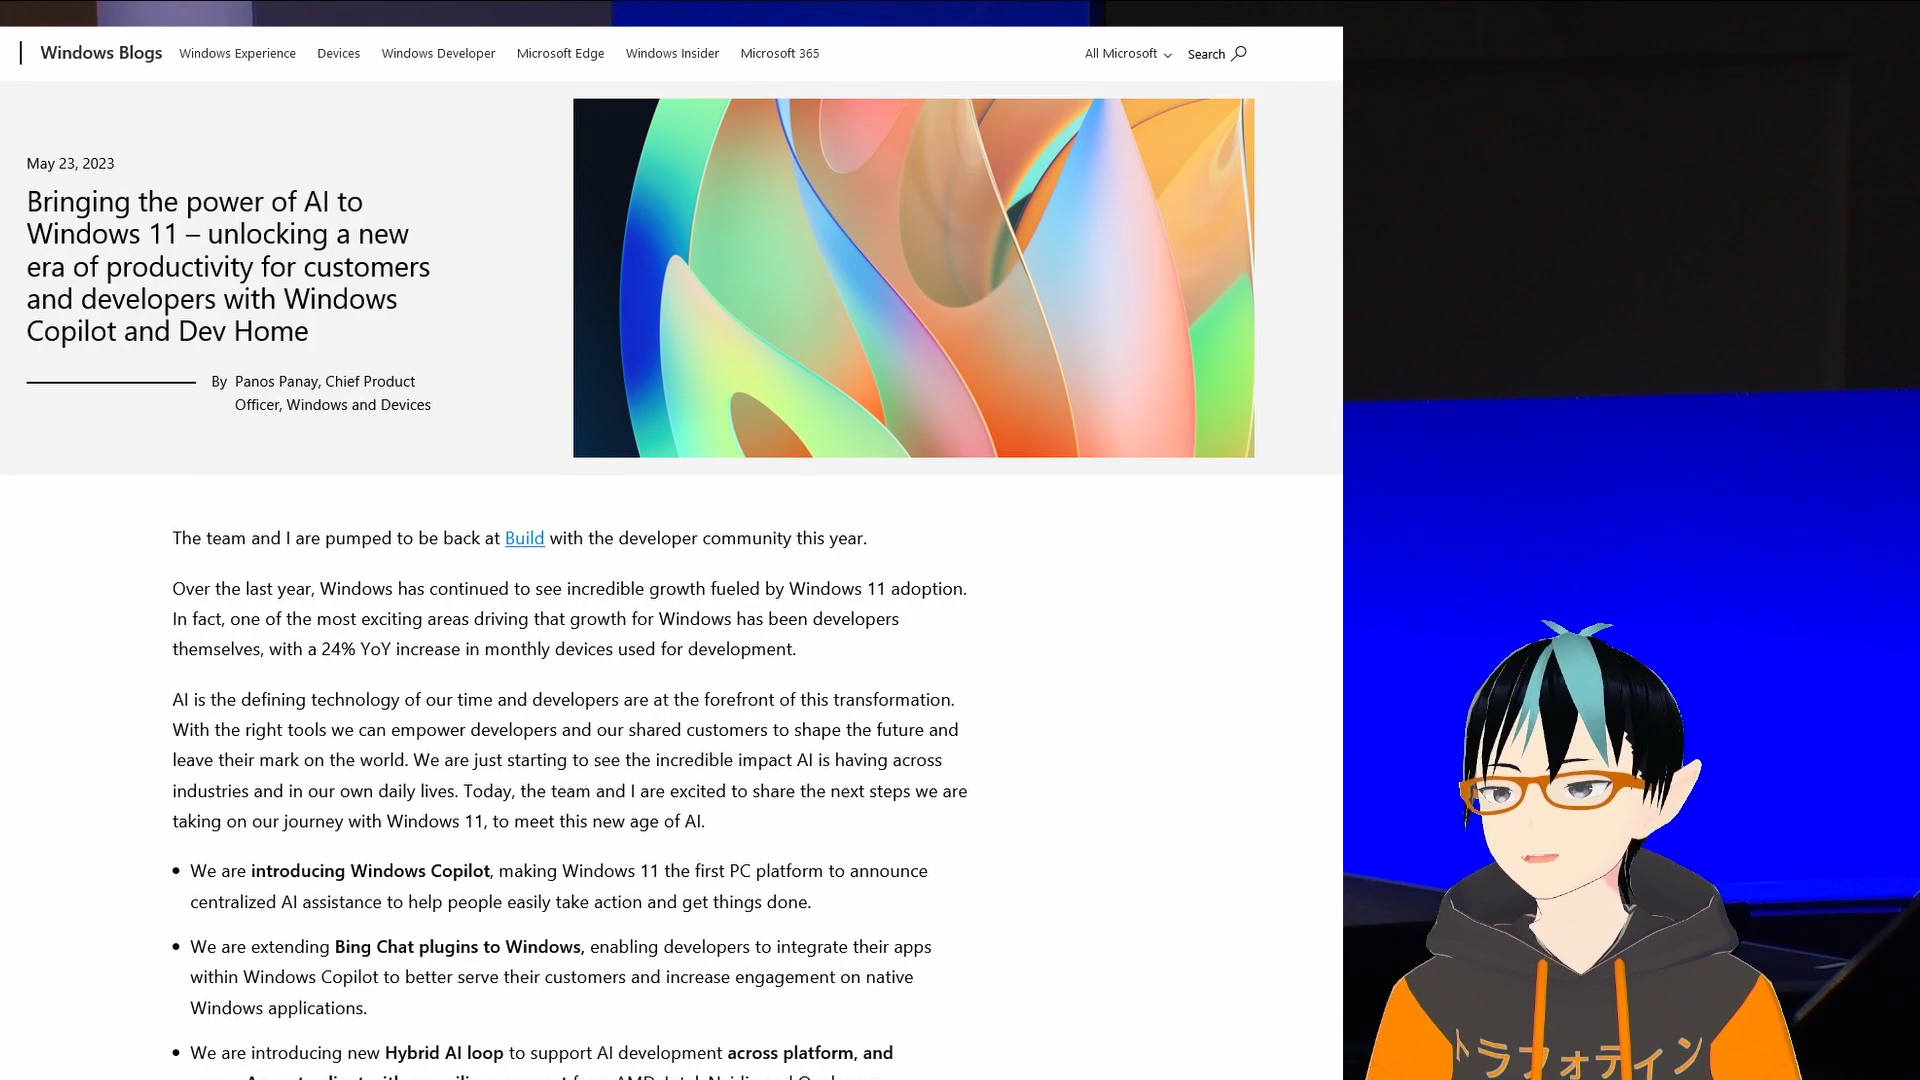 Windows Blogs Windows Experience Devices Windows Developer Microsoft Edge Windows Insider Microsoft 365 All Microsoft Search
May 23, 2023
Bringing the power of AI to
Windows 11 – unlocking a new
era of productivity for customers
and developers with Windows
Copilot and Dev Home
By Panos Panay, Chief Product
Officer, Windows and Devices
The team and I are pumped to be back at Build with the developer community this year.
Over the last year, Windows has continued to see incredible growth fueled by Windows 11 adoption.
In fact, one of the most exciting areas driving that growth for Windows has been developers
themselves, with a 24% YoY increase in monthly devices used for development.
AI is the defining technology of our time and developers are at the forefront of this transformation.
With the right tools we can empower developers and our shared customers to shape the future and
leave their mark on the world. We are just starting to see the incredible impact AI is having across
industries and in our own daily lives. Today, the team and I are excited to share the next steps we are
taking on our journey with Windows 11, to meet this new age of AI.
• We are introducing Windows Copilot, making Windows 11 the first PC platform to announce
centralized AI assistance to help people easily take action and get things done.
• We are extending Bing Chat plugins to Windows, enabling developers to integrate their apps
within Windows Copilot to better serve their customers and increase engagement on native
Windows applications.
• We are introducing new Hybrid AI loop to support AI development across platform, and
トラフォティン